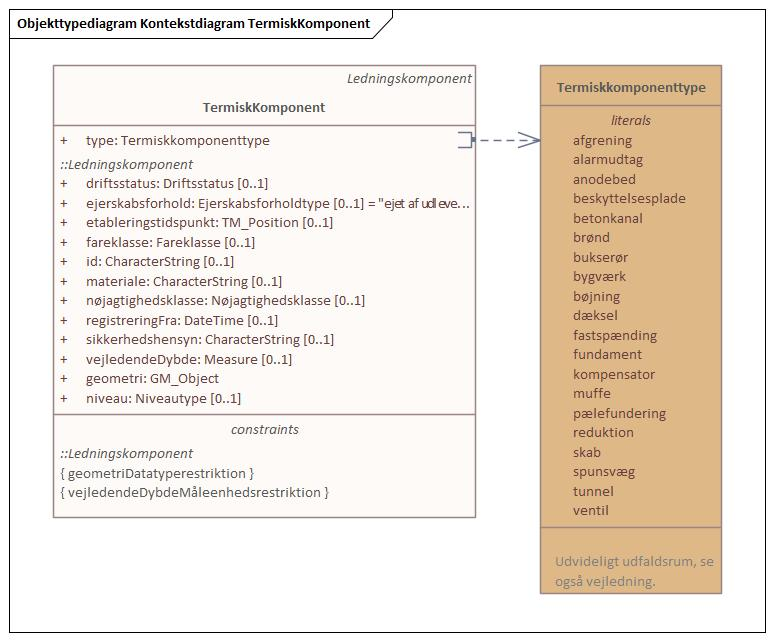 Objekttypediagram Kontekstdiagram TermiskKomponent
Ledningskomponent
TermiskKomponent
+ type: Termiskkomponenttype
::Ledningskomponent
+ driftsstatus: Driftsstatus [0..1]
+ ejerskabsforhold: Ejerskabsforholdtype [0..1] = "ejet af udleve...
+ etableringstidspunkt: TM_Position [0..1]
+ fareklasse: Fareklasse [0..1]
+ id: CharacterString [0..1]
+ materiale: CharacterString [0..1]
+ nøjagtighedsklasse: Nøjagtighedsklasse [0..1]
+ registreringFra: DateTime [0..1]
+ sikkerhedshensyn: CharacterString [0..1]
+ vejledendeDybde: Measure [0..1]
+ geometri: GM_Object
+ niveau: Niveautype [0..1]
constraints
::Ledningskomponent
{ geometriDatatyperestriktion }
{ vejledendeDybdeMåleenhedsrestriktion }
Termiskkomponenttype
literals
afgrening
alarmudtag
anodebed
beskyttelsesplade
betonkanal
brønd
bukserør
bygværk
bøjning
dæksel
fastspænding
fundament
kompensator
muffe
pælefundering
reduktion
skab
spunsvæg
tunnel
ventil
Udvideligt udfaldsrum, se
også vejledning.